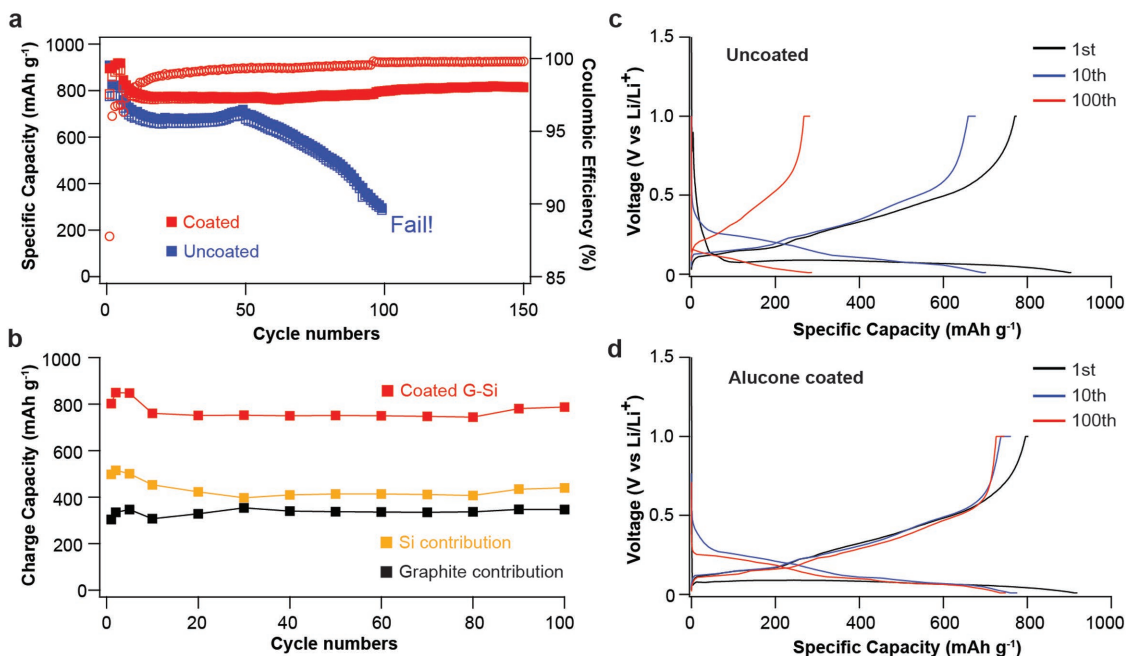 a
Specific Capacity (mAh g⁻¹)
1000
800
600
400
200
0
Coated
Uncoated
Fail!
100
95
90
85
Coulombic Efficiency (%)
0
50
100
150
Cycle numbers
b
Charge Capacity (mAh g⁻¹)
1000
800
600
400
200
0
Coated G-Si
Si contribution
Graphite contribution
0
20
40
60
80
100
Cycle numbers
c
Voltage (V vs Li/Li⁺)
1.5
1.0
0.5
0
Uncoated
1st
10th
100th
0
200
400
600
800
1000
Specific Capacity (mAh g⁻¹)
d
Voltage (V vs Li/Li⁺)
1.5
1.0
0.5
0
Alucone coated
1st
10th
100th
0
200
400
600
800
1000
Specific Capacity (mAh g⁻¹)